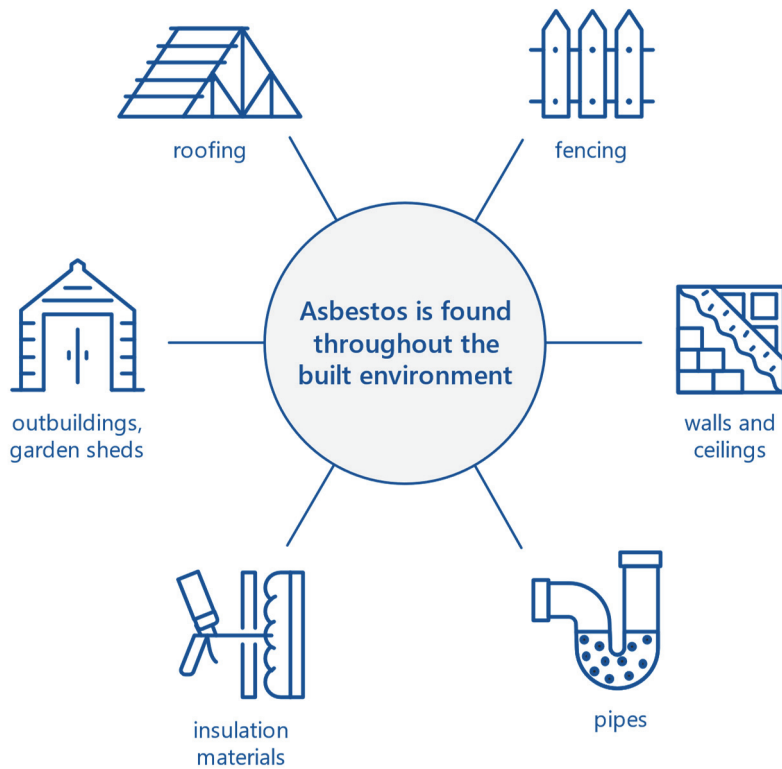 roofing
fencing
Asbestos is found
throughout the
built environment
outbuildings,
garden sheds
walls and
ceilings
insulation
materials
pipes